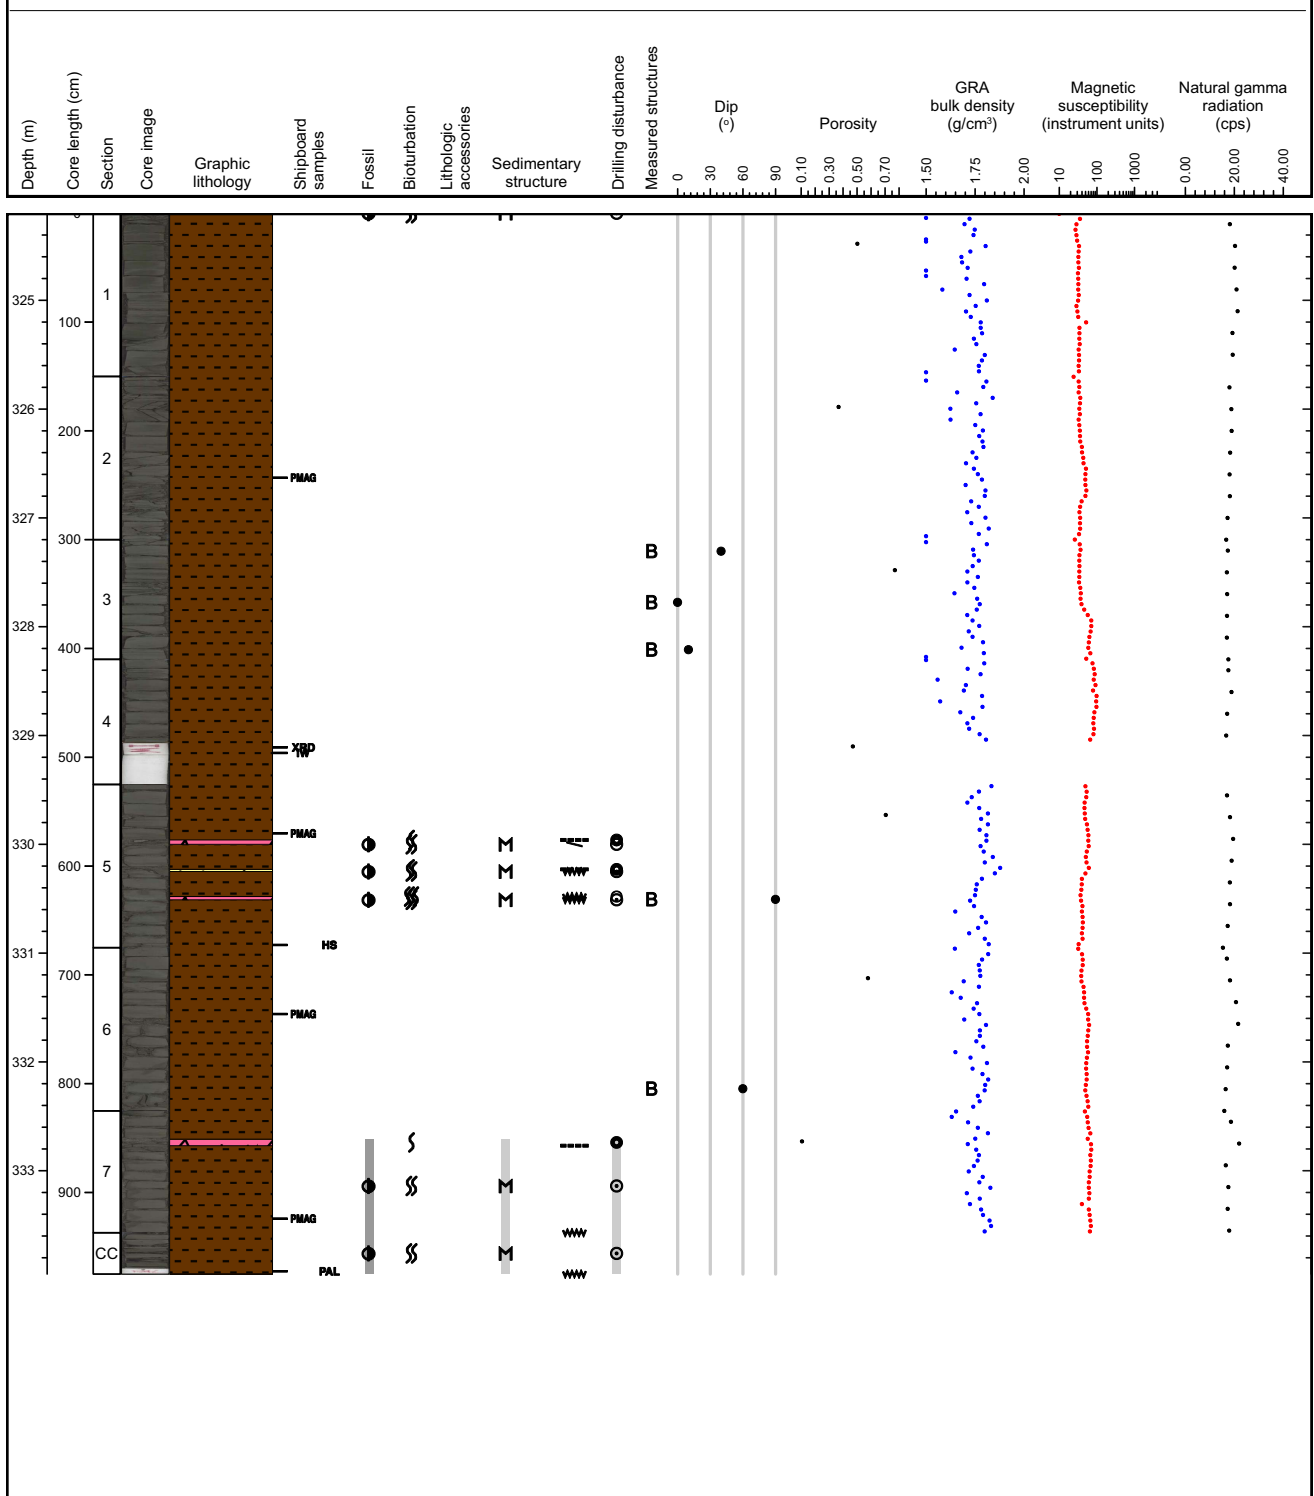 Depth (m)
Core length (cm)
Section
Core image
Graphic
lithology
Shipboard
samples
Fossil
Bioturbation
Lithologic
accessories
Sedimentary
structure
Drilling disturbance
Measured structures
Dip
(o)
Porosity
GRA
bulk density
(g/cm3)
Magnetic
susceptibility
(instrument units)
Natural gamma
radiation
(cps)
0 30 60 90
0.10 0.30 0.50 0.70
1.50 1.75 2.00
10 100 1000
0.00 20.00 40.00
325
100
1
326
200
2
PMAG
327
300
B
3
B
328
400
B
4
329
XRD
500
IW
PMAG
330
M
600
5
M
M
B
HS
331
700
PMAG
6
332
800
B
333
7
900
M
PMAG
CC
M
PAL